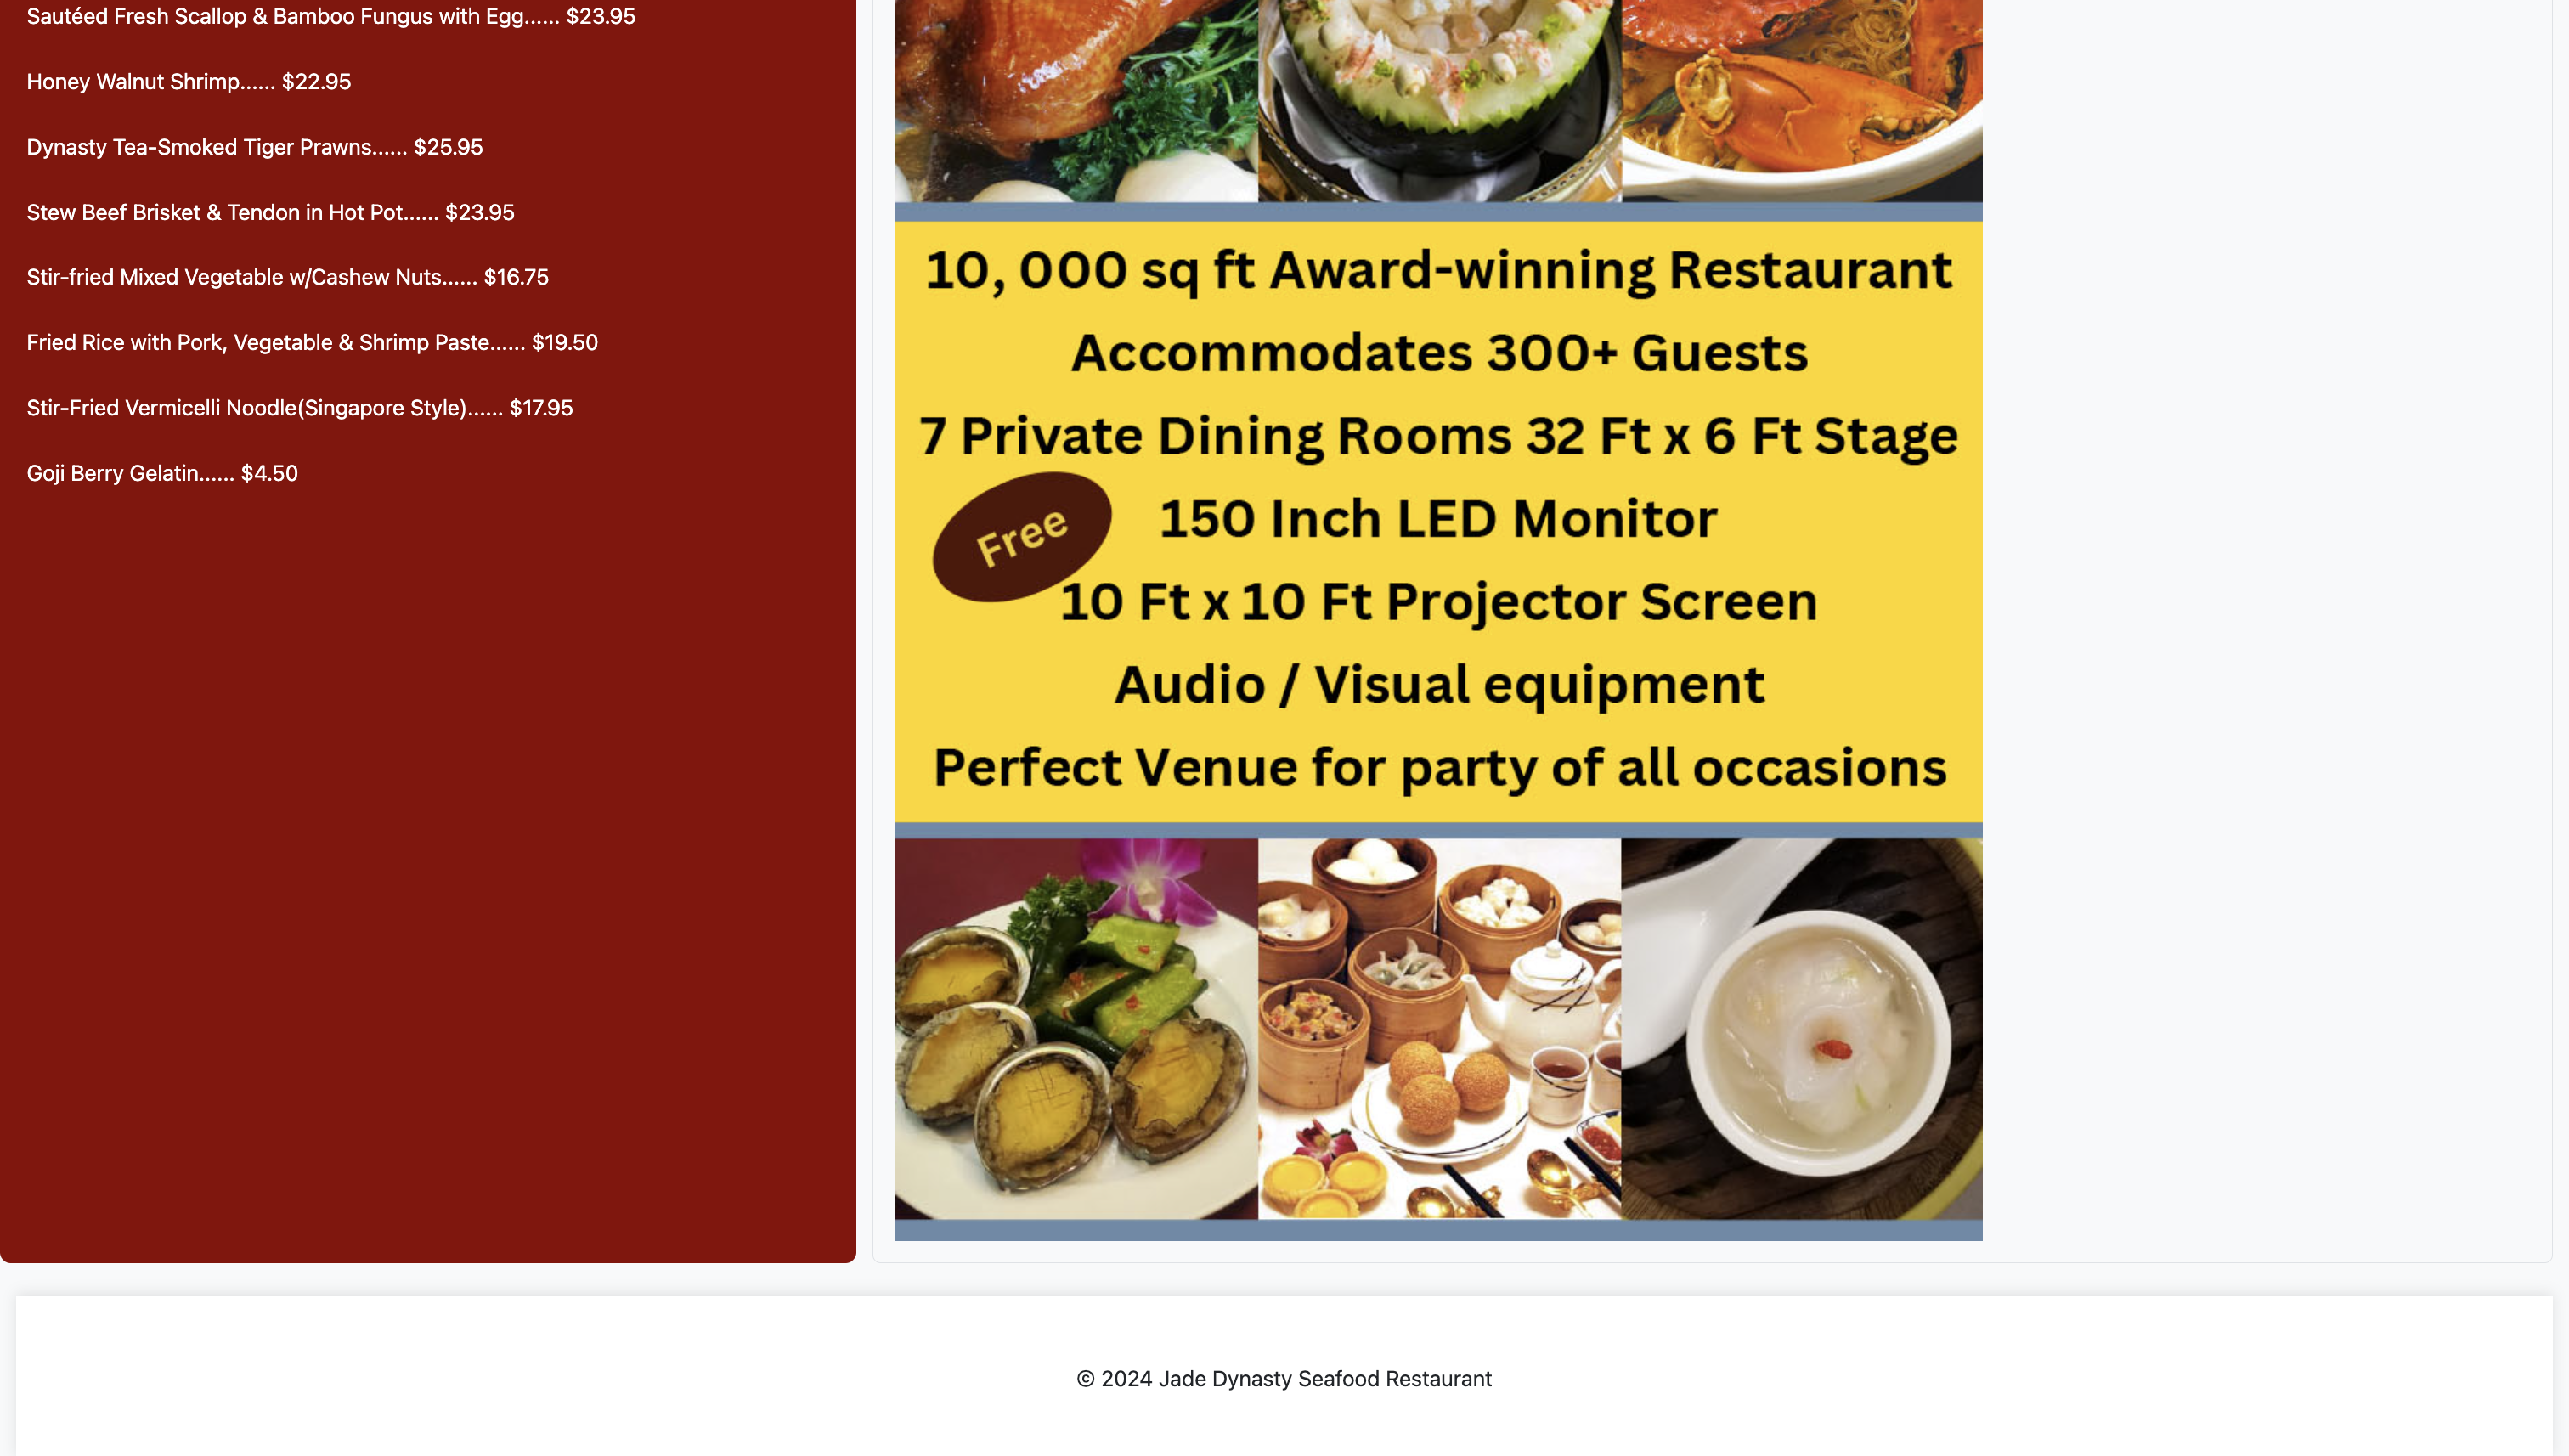 Sautéed Fresh Scallop & Bamboo Fungus with Egg...... $23.95
Honey Walnut Shrimp...... $22.95
Dynasty Tea-Smoked Tiger Prawns...... $25.95
Stew Beef Brisket & Tendon in Hot Pot...... $23.95
Stir-fried Mixed Vegetable w/Cashew Nuts...... $16.75
Fried Rice with Pork, Vegetable & Shrimp Paste...... $19.50
Stir-Fried Vermicelli Noodle(Singapore Style)...... $17.95
Goji Berry Gelatin...... $4.50
10, 000 sq ft Award-winning Restaurant
Accommodates 300+ Guests
7 Private Dining Rooms 32 Ft x 6 Ft Stage
Free
150 Inch LED Monitor
10 Ft x 10 Ft Projector Screen
Audio / Visual equipment
Perfect Venue for party of all occasions
© 2024 Jade Dynasty Seafood Restaurant